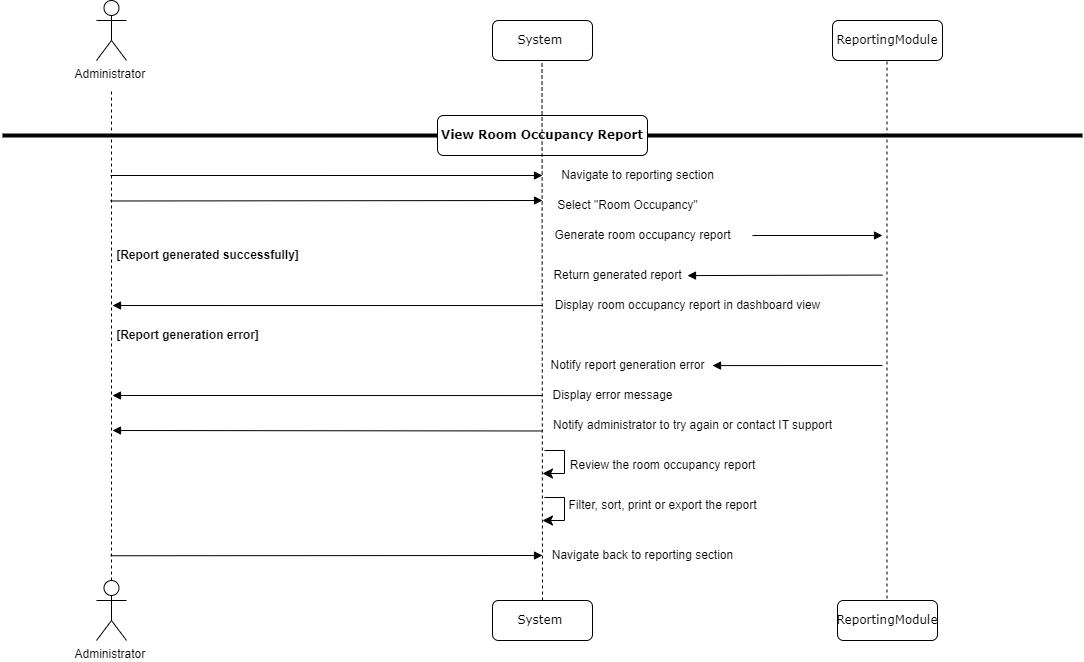 System
ReportingModule
Administrator
View Room Occupancy Report
Navigate to reporting section
Select "Room Occupancy"
Generate room occupancy report
[Report generated successfully]
Return generated report
Display room occupancy report in dashboard view
[Report generation error]
Notify report generation error
Display error message
Notify administrator to try again or contact IT support
Review the room occupancy report
Filter, sort, print or export the report
Navigate back to reporting section
System
ReportingModule
Administrator